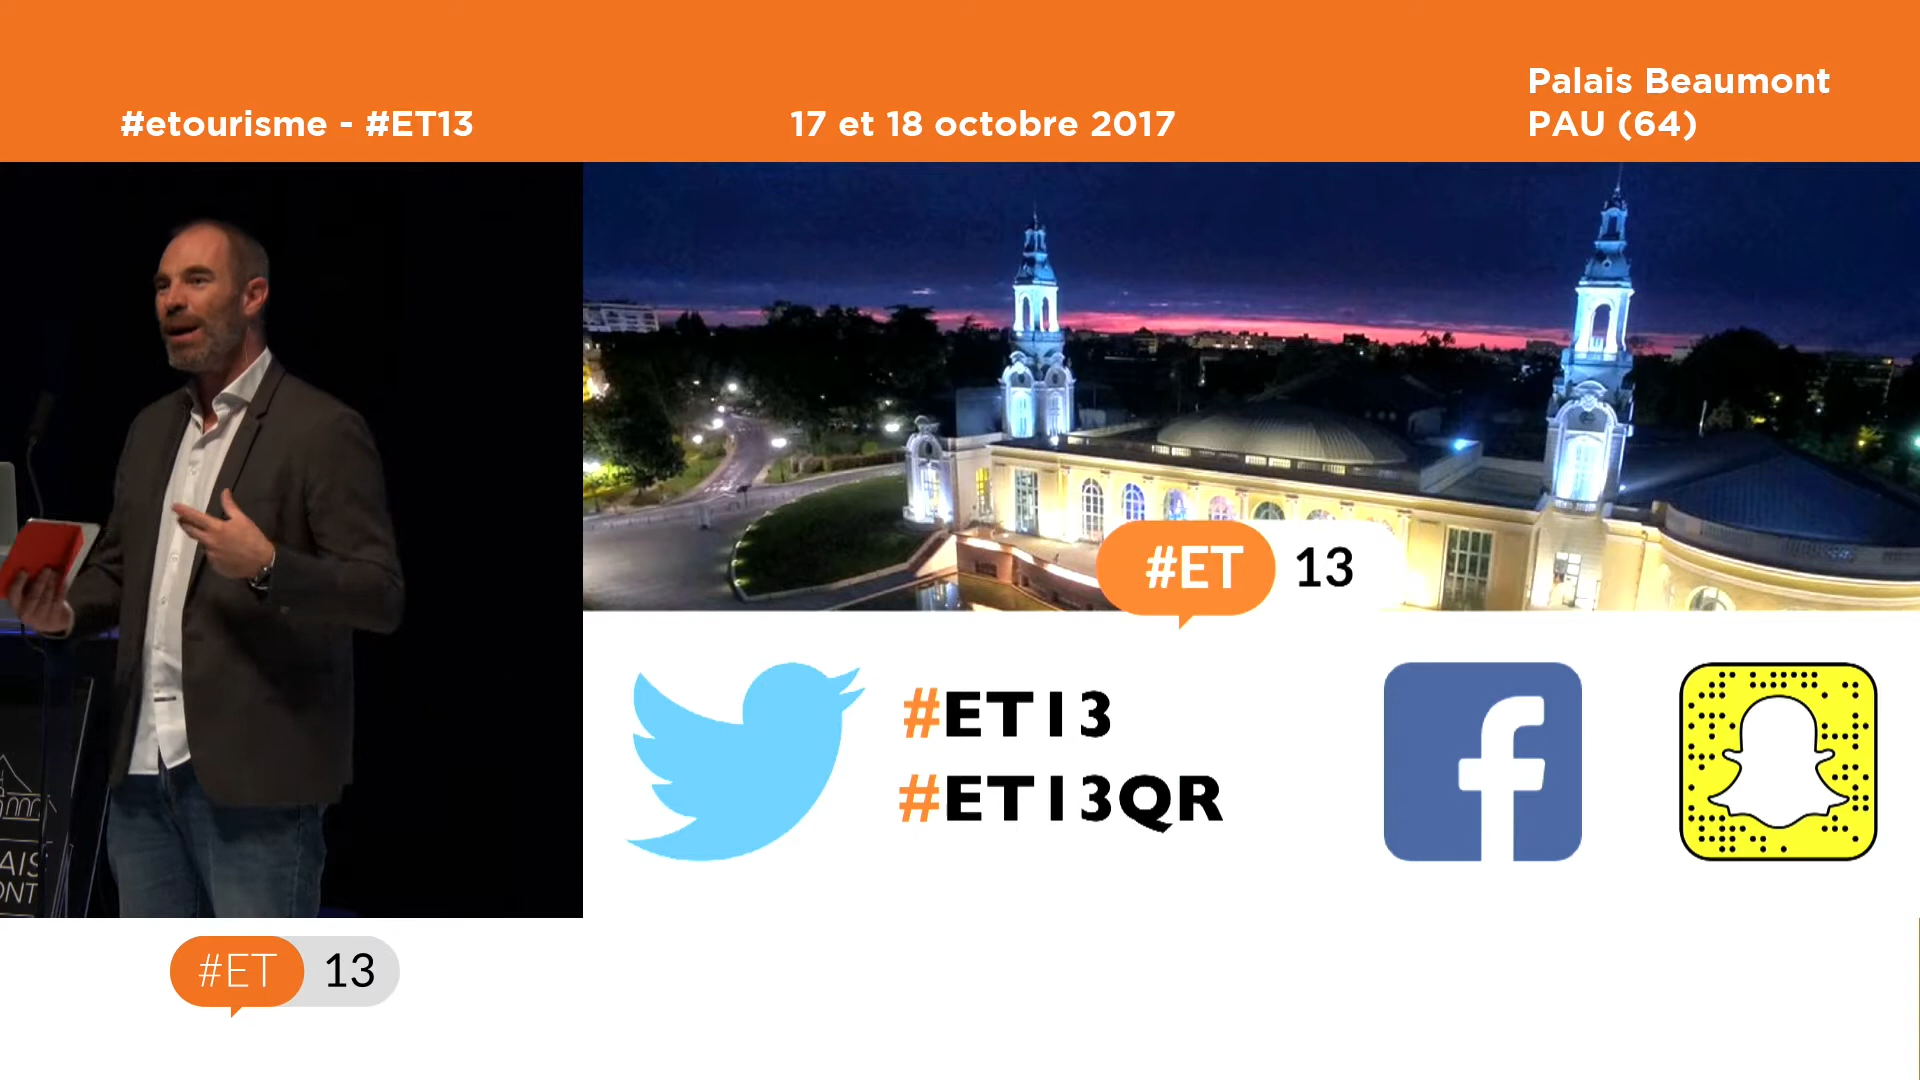 #etourisme - #ET13
17 et 18 octobre 2017
Palais Beaumont
PAU (64)
#ET 13
#ET13
#ET13QR
#ET 13